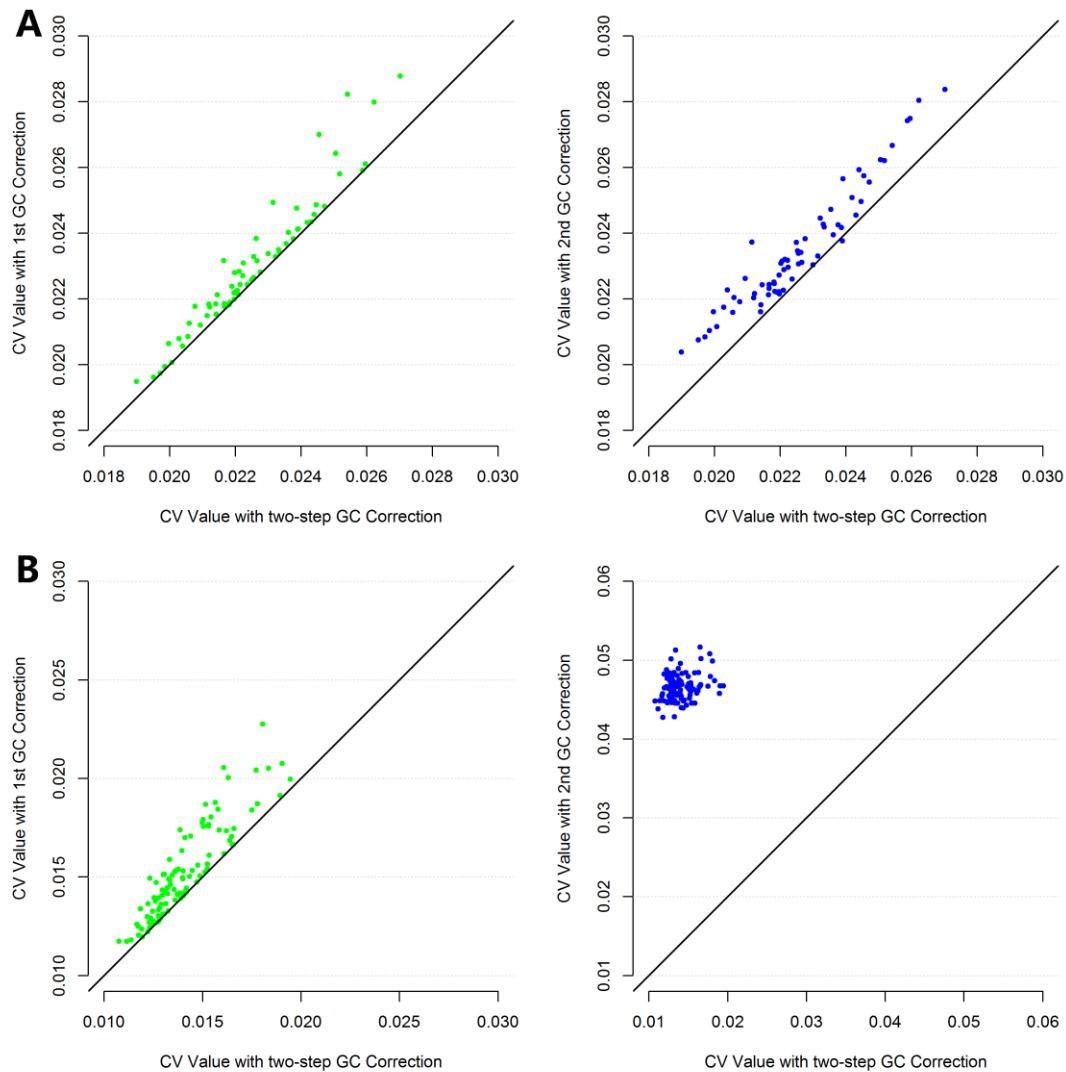 A
CV Value with 1st GC Correction
0.030
0.028
0.026
0.024
0.022
0.020
0.018
0.018 0.020 0.022 0.024 0.026 0.028 0.030
CV Value with two-step GC Correction
CV Value with 2nd GC Correction
0.030
0.028
0.026
0.024
0.022
0.020
0.018
0.018 0.020 0.022 0.024 0.026 0.028 0.030
CV Value with two-step GC Correction
B
CV Value with 1st GC Correction
0.030
0.025
0.020
0.015
0.010
0.010 0.015 0.020 0.025 0.030
CV Value with two-step GC Correction
CV Value with 2nd GC Correction
0.06
0.05
0.04
0.03
0.02
0.01
0.01 0.02 0.03 0.04 0.05 0.06
CV Value with two-step GC Correction